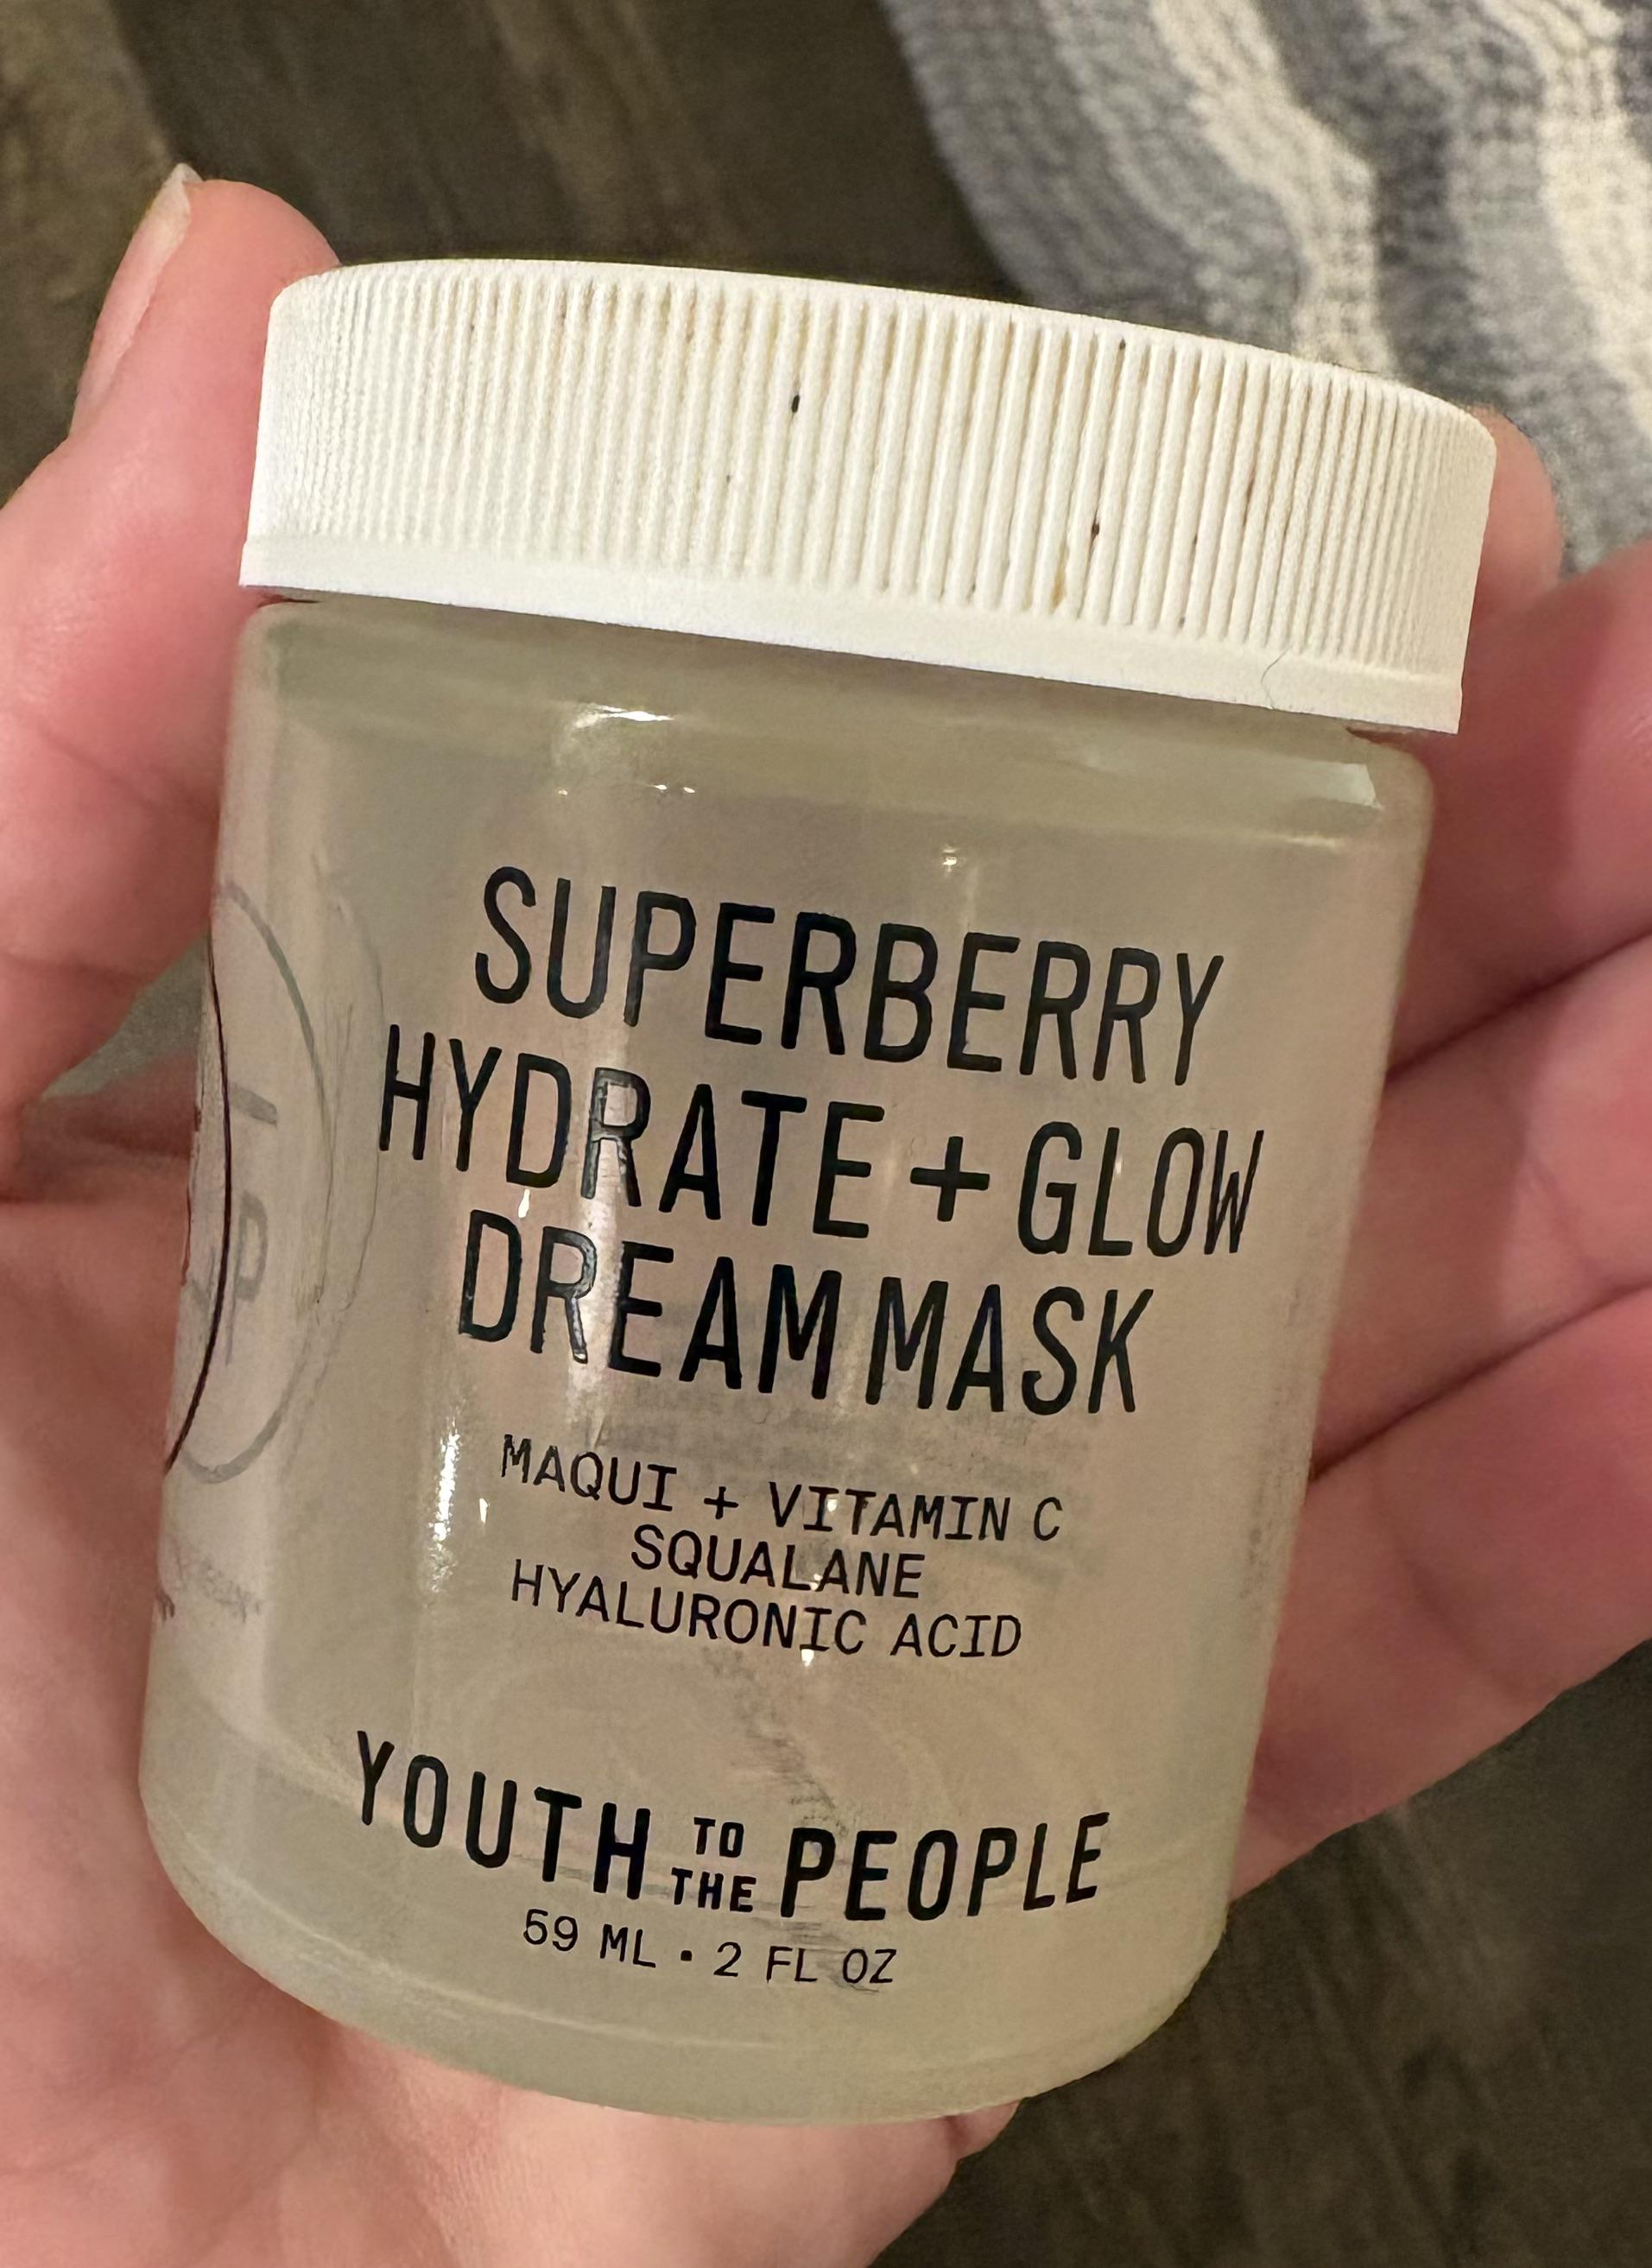 SUPERBERRY
HYDRATE + GLOW
DREAM MASK
MAQUI + VITAMIN C
SQUALANE
HYALURONIC ACID
YOUTH TO THE PEOPLE
59 ML · 2 FL OZ